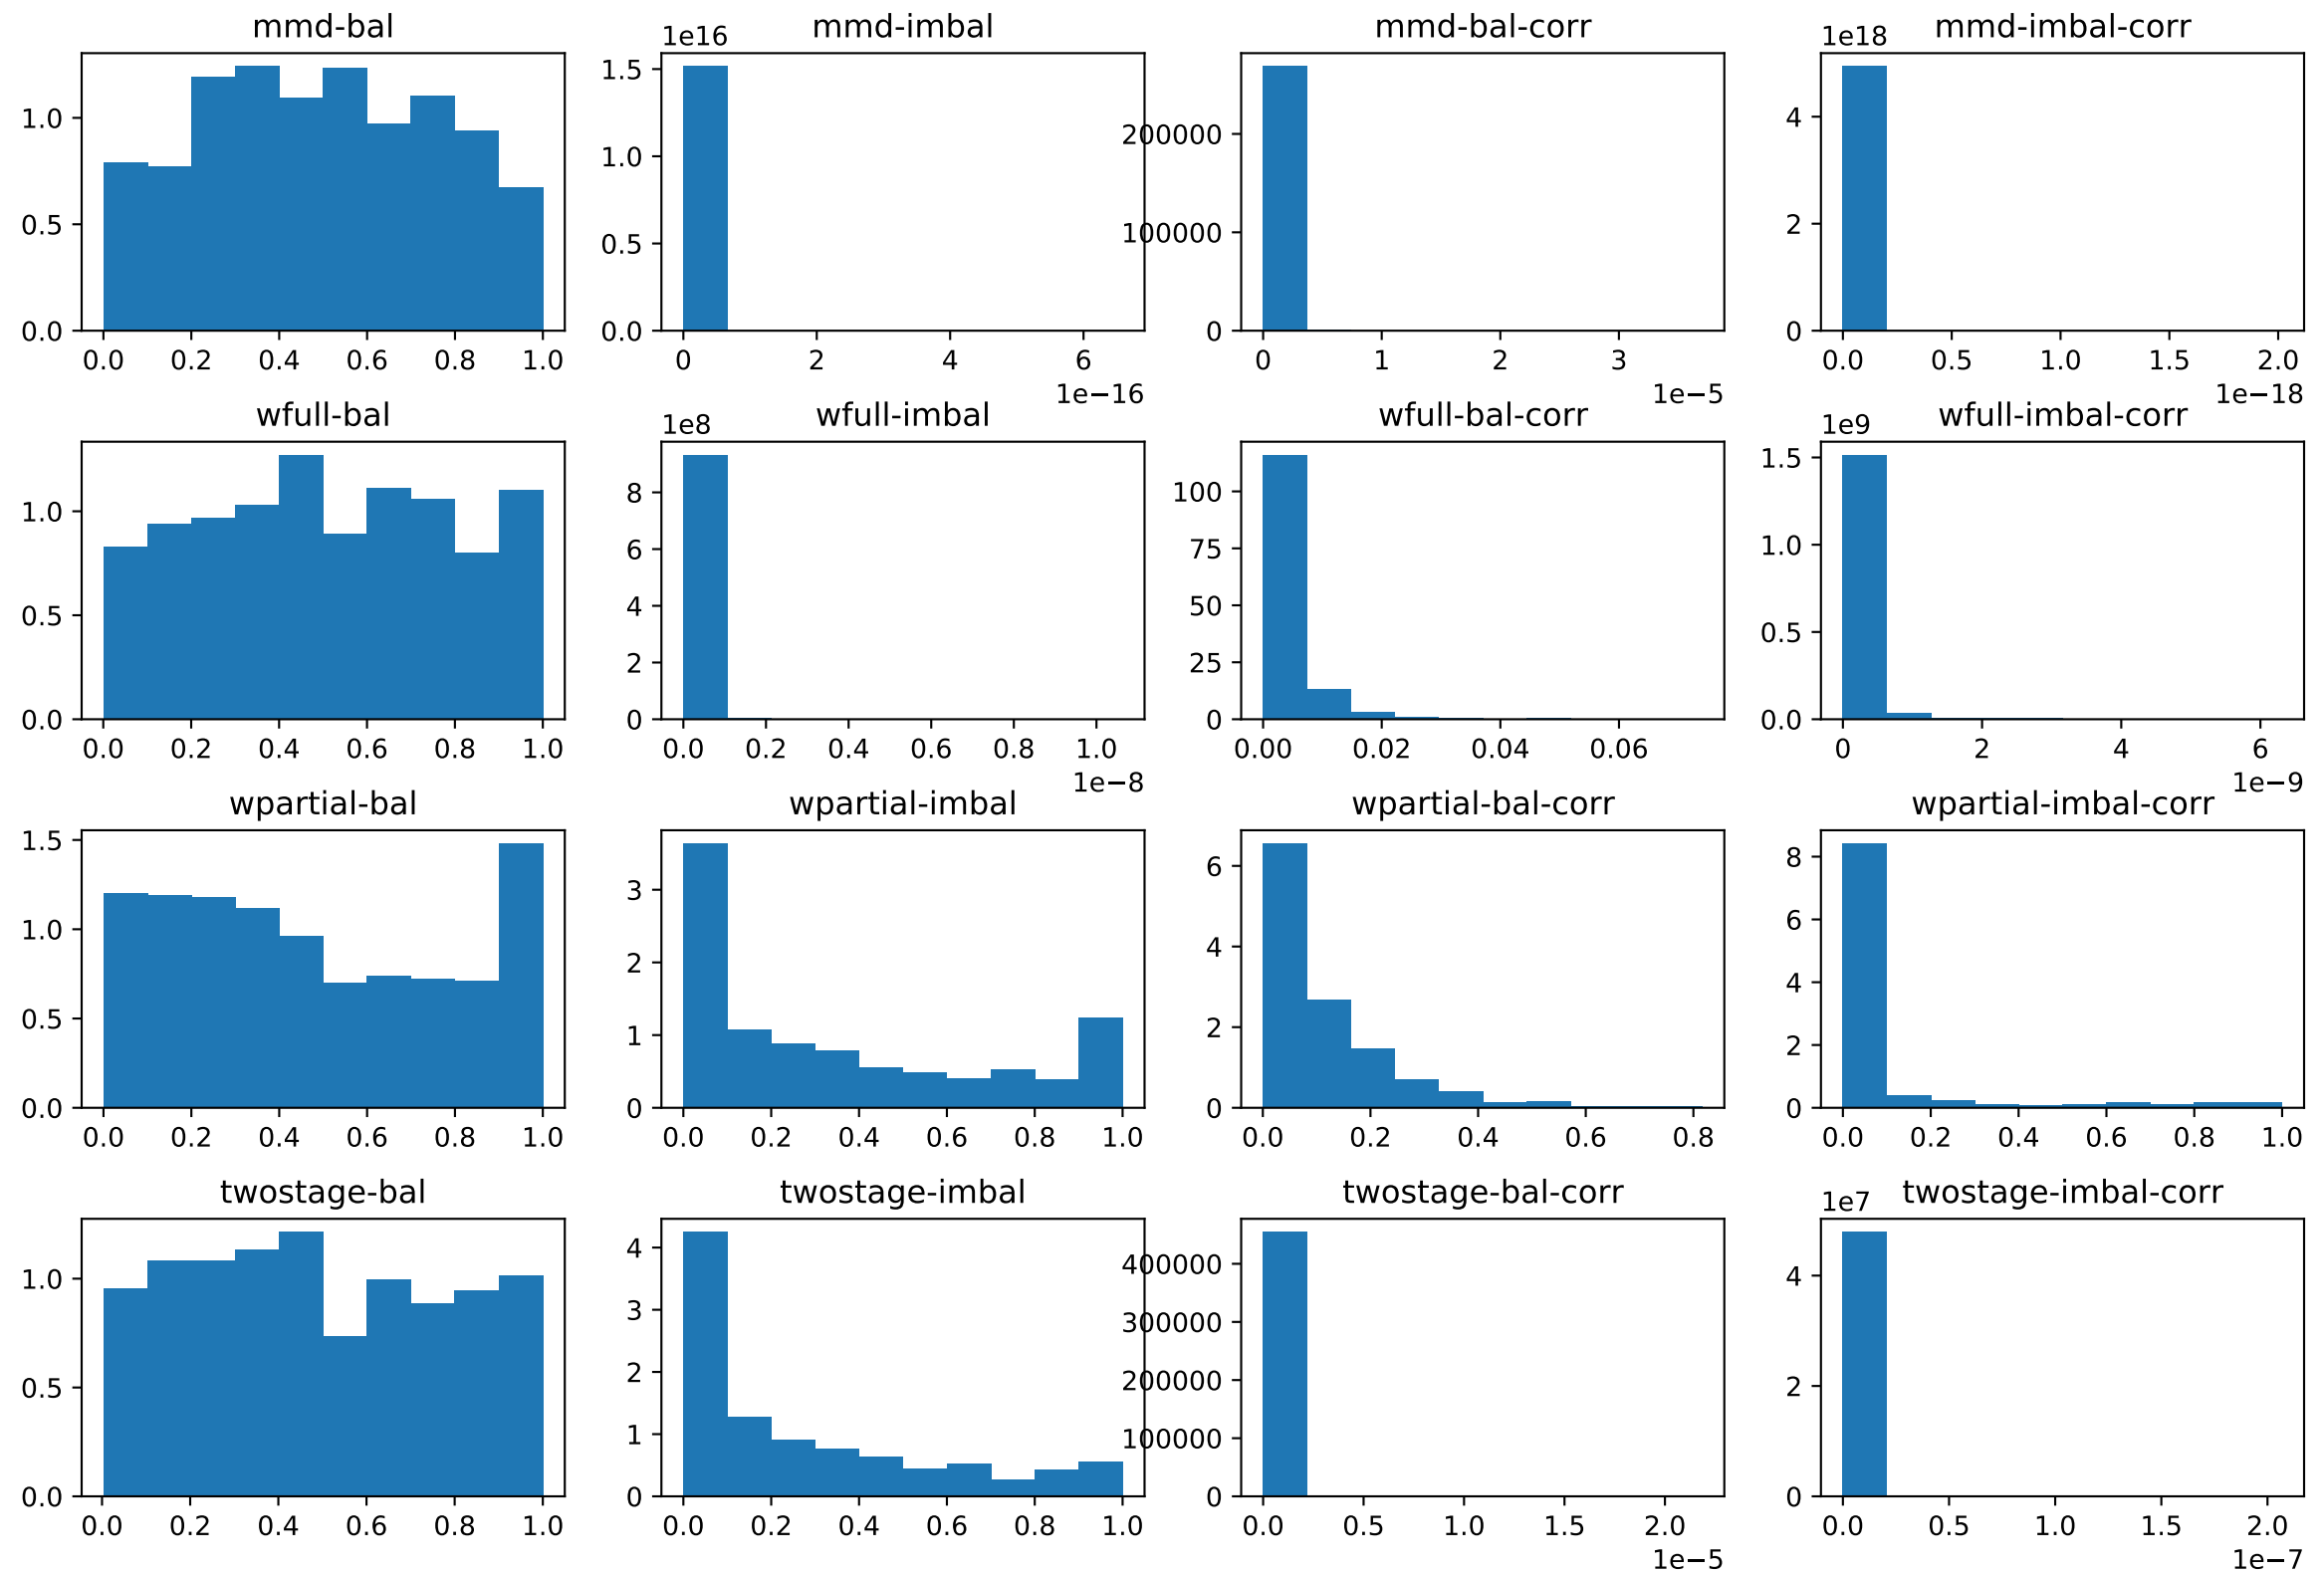 mmd-bal
mmd-imbal
mmd-bal-corr
mmd-imbal-corr
1e16
1e18
1.0
0.5
0.0
1.5
1.0
0.5
0.0
200000
100000
0
4
2
0
0.0 0.2 0.4 0.6 0.8 1.0
0 2 4 6
0 1 2 3
0.0 0.5 1.0 1.5 2.0
1e−16
1e−5
1e−18
wfull-bal
wfull-imbal
wfull-bal-corr
wfull-imbal-corr
1e8
1e9
1.0
0.5
0.0
8
6
4
2
0
100
75
50
25
0
1.5
1.0
0.5
0.0
0.0 0.2 0.4 0.6 0.8 1.0
0.0 0.2 0.4 0.6 0.8 1.0
0.00 0.02 0.04 0.06
0 2 4 6
1e−8
1e−9
wpartial-bal
wpartial-imbal
wpartial-bal-corr
wpartial-imbal-corr
1.5
1.0
0.5
0.0
3
2
1
0
6
4
2
0
8
6
4
2
0
0.0 0.2 0.4 0.6 0.8 1.0
0.0 0.2 0.4 0.6 0.8 1.0
0.0 0.2 0.4 0.6 0.8
0.0 0.2 0.4 0.6 0.8 1.0
twostage-bal
twostage-imbal
twostage-bal-corr
twostage-imbal-corr
1e7
1.0
0.5
0.0
4
3
2
1
0
400000
300000
200000
100000
0
4
2
0
0.0 0.2 0.4 0.6 0.8 1.0
0.0 0.2 0.4 0.6 0.8 1.0
0.0 0.5 1.0 1.5 2.0
0.0 0.5 1.0 1.5 2.0
1e−5
1e−7